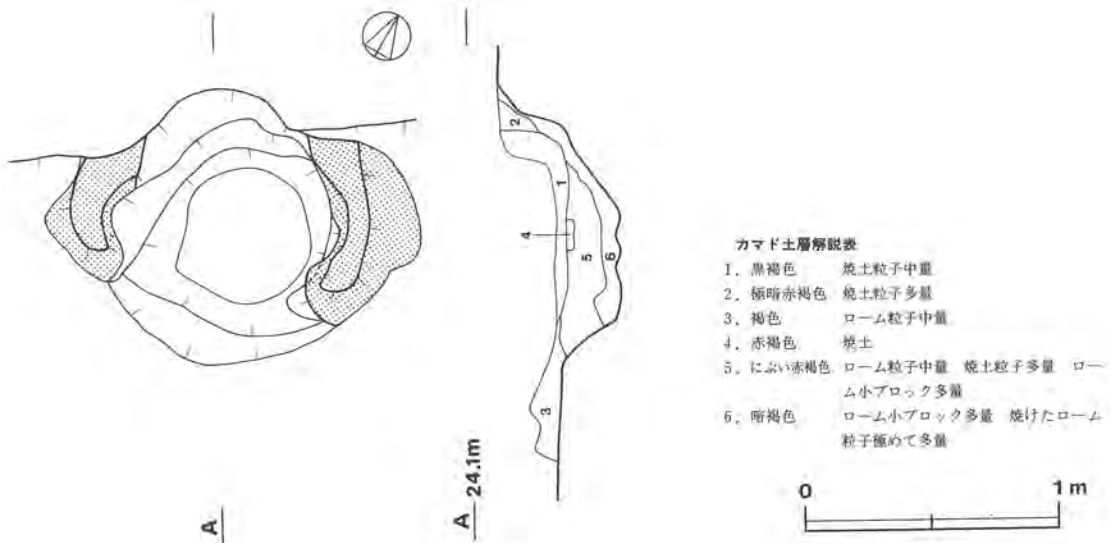 2
1
4
5
6
3
A
A 24.1m
カマド土層解説表
1. 黒褐色 焼土粒子中量
2. 極暗赤褐色 焼土粒子多量
3. 褐色 ローム粒子中量
4. 赤褐色 焼土
5. にぶい赤褐色 ローム粒子中量 焼土粒子多量 ロー
ム小ブロック多量
6. 暗褐色 ローム小ブロック多量 焼けたローム
粒子極めて多量
0 1m